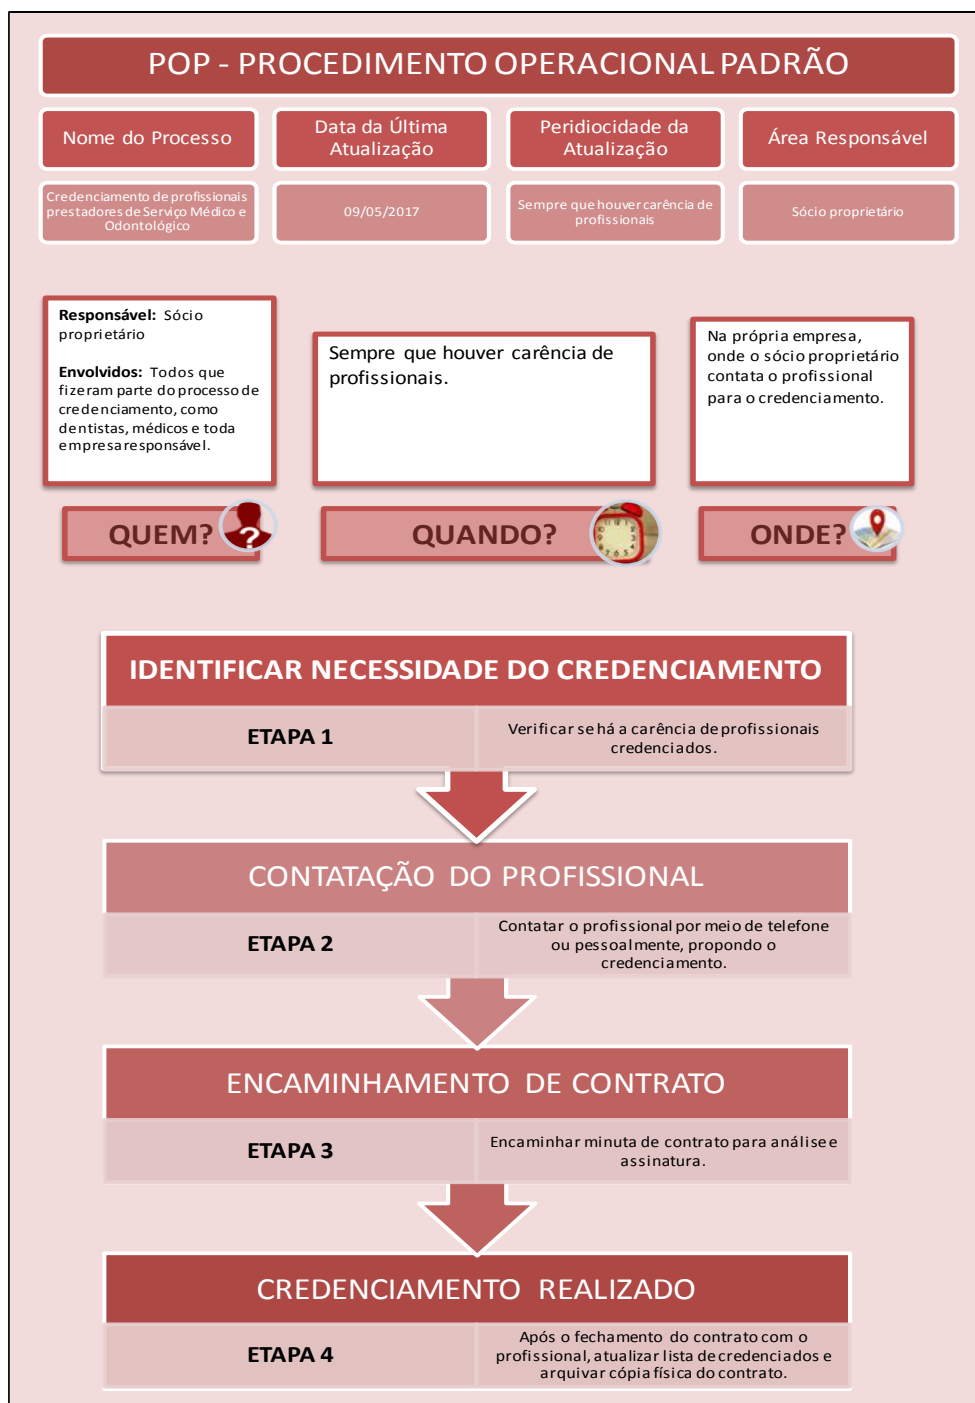 POP - PROCEDIMENTO OPERACIONAL PADRÃO
Nome do Processo
Data da Última
Atualização
Peridiocidade da
Atualização
Área Responsável
Credenciamento de profissionais
prestadores de Serviço Médico e
Odontológico
09/05/2017
Sempre que houver carência de
profissionais
Sócio proprietário
Responsável: Sócio
proprietário
Envolvidos: Todos que
fizeram parte do processo de
credenciamento, como
dentistas, médicos e toda
empresa responsável.
Sempre que houver carência de
profissionais.
Na própria empresa,
onde o sócio proprietário
contata o profissional
para o credenciamento.
QUEM?
QUANDO?
ONDE?
IDENTIFICAR NECESSIDADE DO CREDENCIAMENTO
ETAPA 1
Verificar se há a carência de profissionais
credenciados.
CONTATAÇÃO DO PROFISSIONAL
ETAPA 2
Contatar o profissional por meio de telefone
ou pessoalmente, propondo o
credenciamento.
ENCAMINHAMENTO DE CONTRATO
ETAPA 3
Encaminhar minuta de contrato para análise e
assinatura.
CREDENCIAMENTO REALIZADO
ETAPA 4
Após o fechamento do contrato com o
profissional, atualizar lista de credenciados e
arquivar cópia física do contrato.